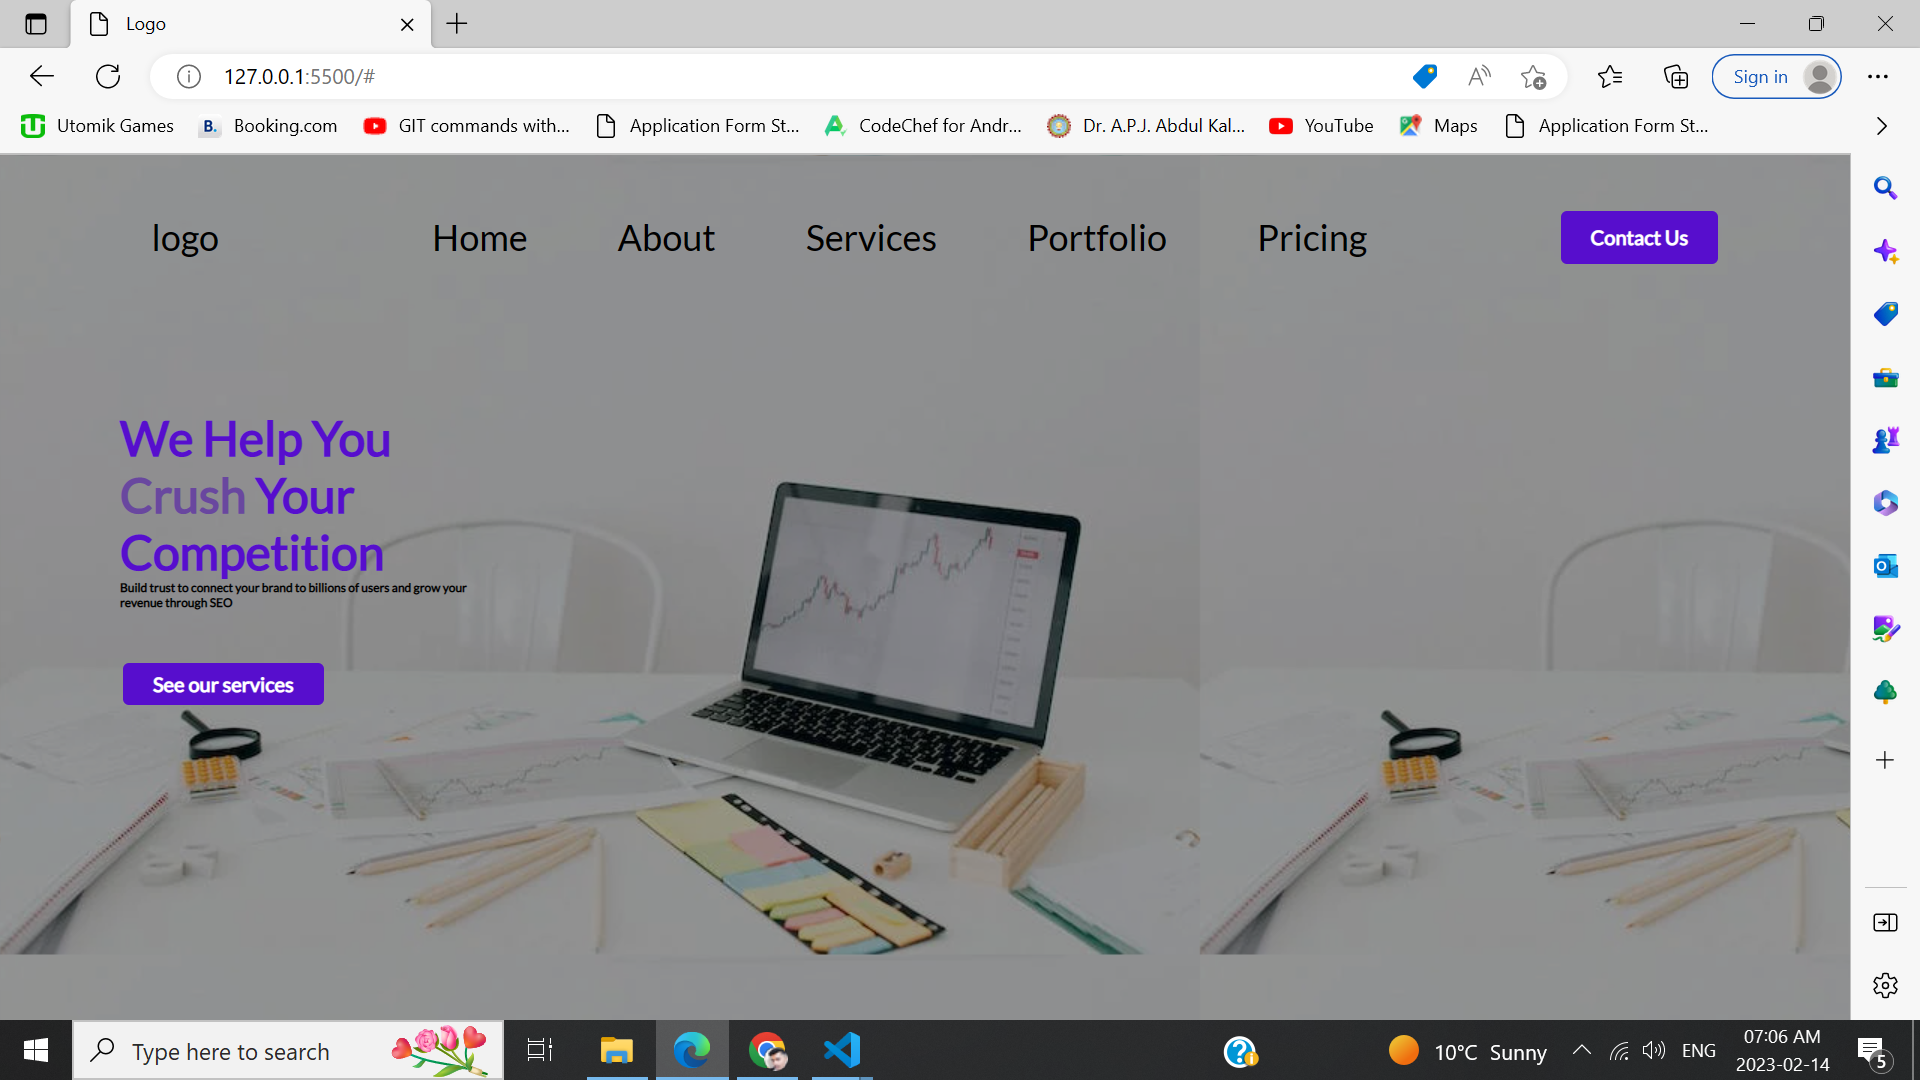 Logo
127.0.0.1:5500/#
Sign in
Utomik Games
Booking.com
GIT commands with...
Application Form St...
CodeChef for Andr...
Dr. A.P.J. Abdul Kal...
YouTube
Maps
Application Form St...
logo
Home
About
Services
Portfolio
Pricing
Contact Us
We Help You
Crush Your
Competition
Build trust to connect your brand to billions of users and grow your
revenue through SEO
See our services
Type here to search
10°C Sunny
ENG
07:06 AM
2023-02-14
5